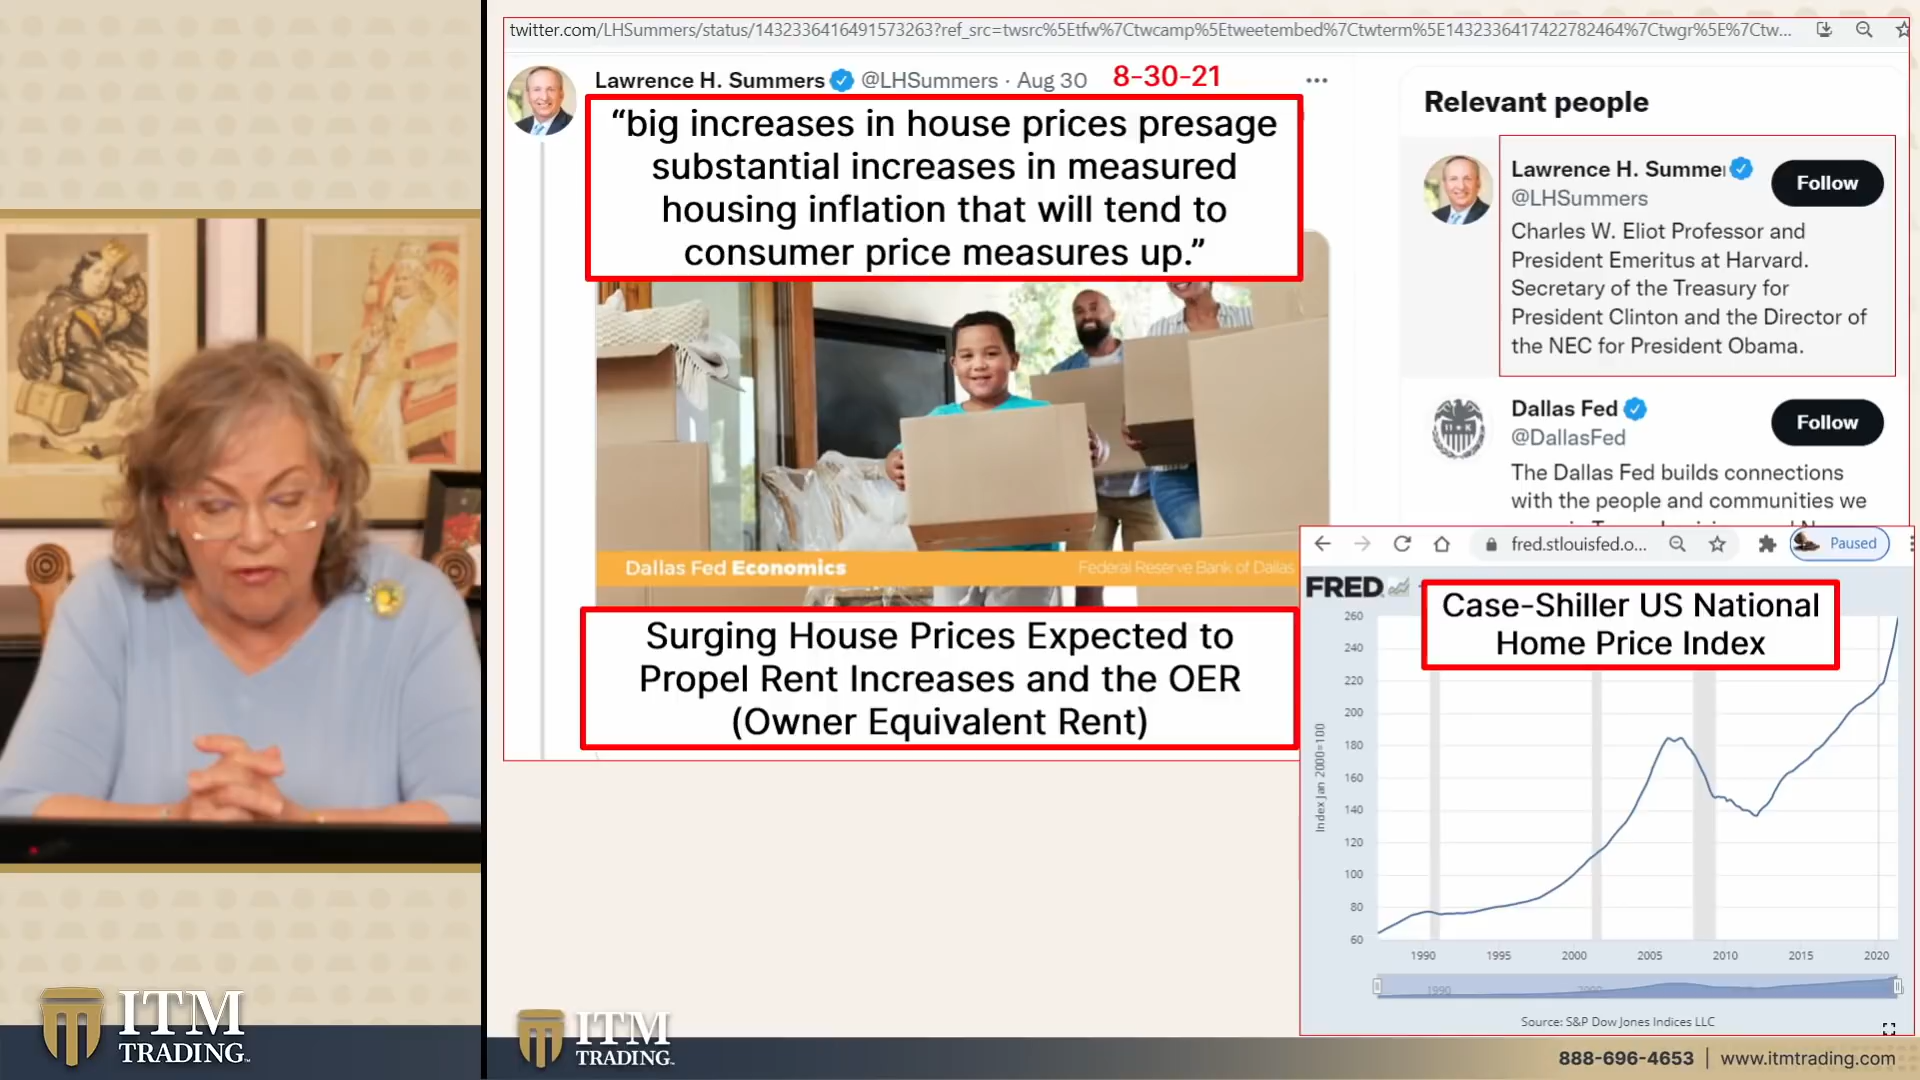 twitter.com/LHSummers/status/1432336416491573263?ref_src=twsrc%5Etfw%7Ctwcamp%5Etweetembed%7Ctwterm%5E1432336417422782464%7Ctwgr%5E%7Ctw...
Lawrence H. Summers @LHSummers · Aug 30 8-30-21
“big increases in house prices presage
substantial increases in measured
housing inflation that will tend to
consumer price measures up.”
Dallas Fed Economics
Federal Reserve Bank of Dallas
Surging House Prices Expected to
Propel Rent Increases and the OER
(Owner Equivalent Rent)
Relevant people
Lawrence H. Summe
Follow
@LHSummers
Charles W. Eliot Professor and
President Emeritus at Harvard.
Secretary of the Treasury for
President Clinton and the Director of
the NEC for President Obama.
Dallas Fed
Follow
@DallasFed
The Dallas Fed builds connections
with the people and communities we
fred.stlouisfed.o...
Paused
FRED
Case-Shiller US National
Home Price Index
260
240
220
200
180
160
140
120
100
80
60
Index Jan 2000=100
1990 1995 2000 2005 2010 2015 2020
1990
Source: S&P Dow Jones Indices LLC
ITM
TRADING
ITM
TRADING
888-696-4653 | www.itmtrading.com